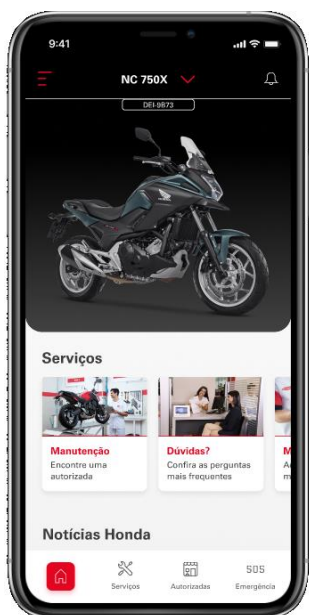 9:41
NC 750X
DEI-9B73
Serviços
Manutenção
Encontre uma
autorizada
Dúvidas?
Confira as perguntas
mais frequentes
M
A
m
Notícias Honda
Serviços
Autorizadas
SOS
Emergência